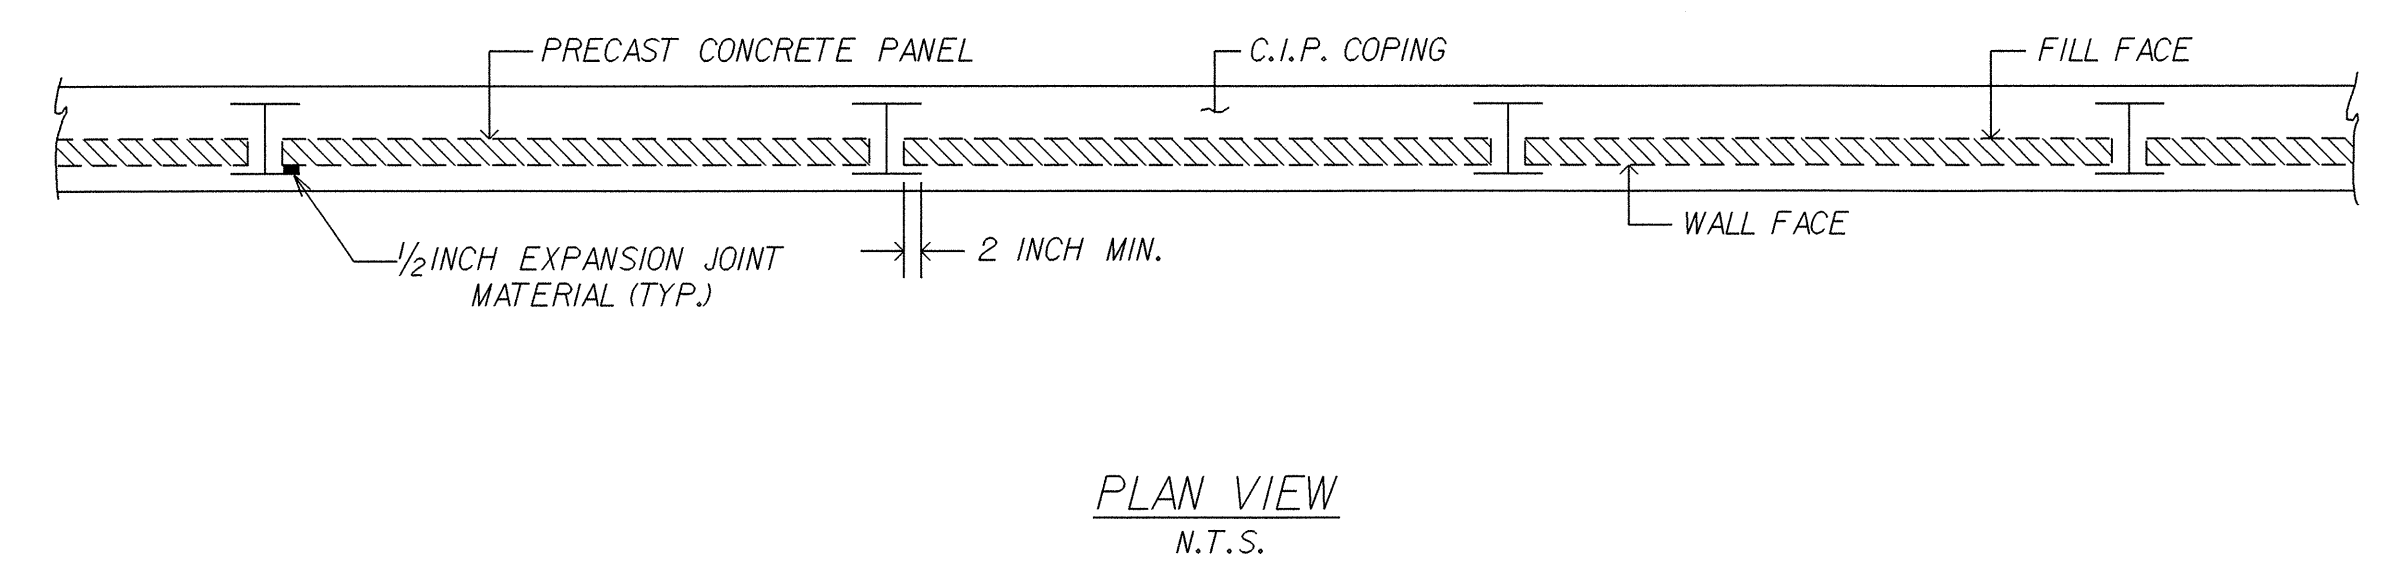 PRECAST CONCRETE PANEL
C.I.P. COPING
FILL FACE
WALL FACE
2 INCH MIN.
½ INCH EXPANSION JOINT
MATERIAL (TYP.)
PLAN VIEW
N.T.S.